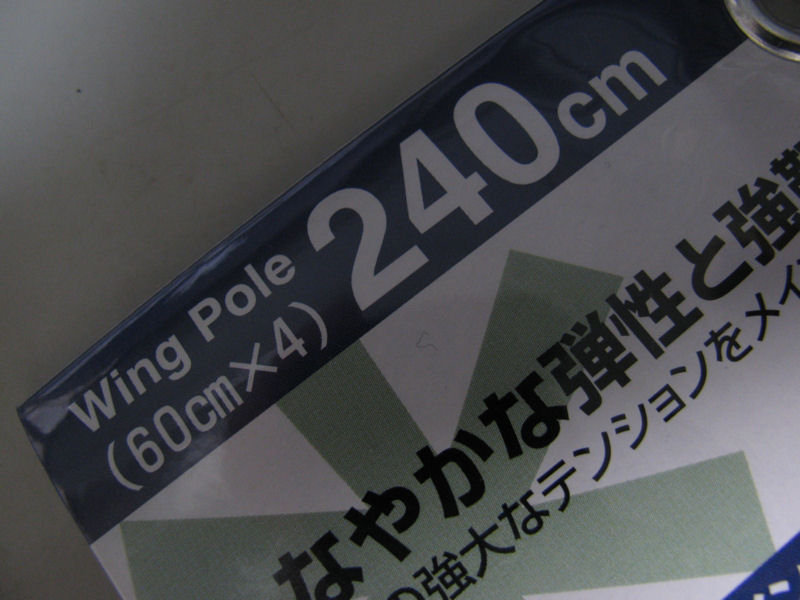 Wing Pole 240cm
(60cm×4)
なやかな弾性と強
の強大なテンションをメイ